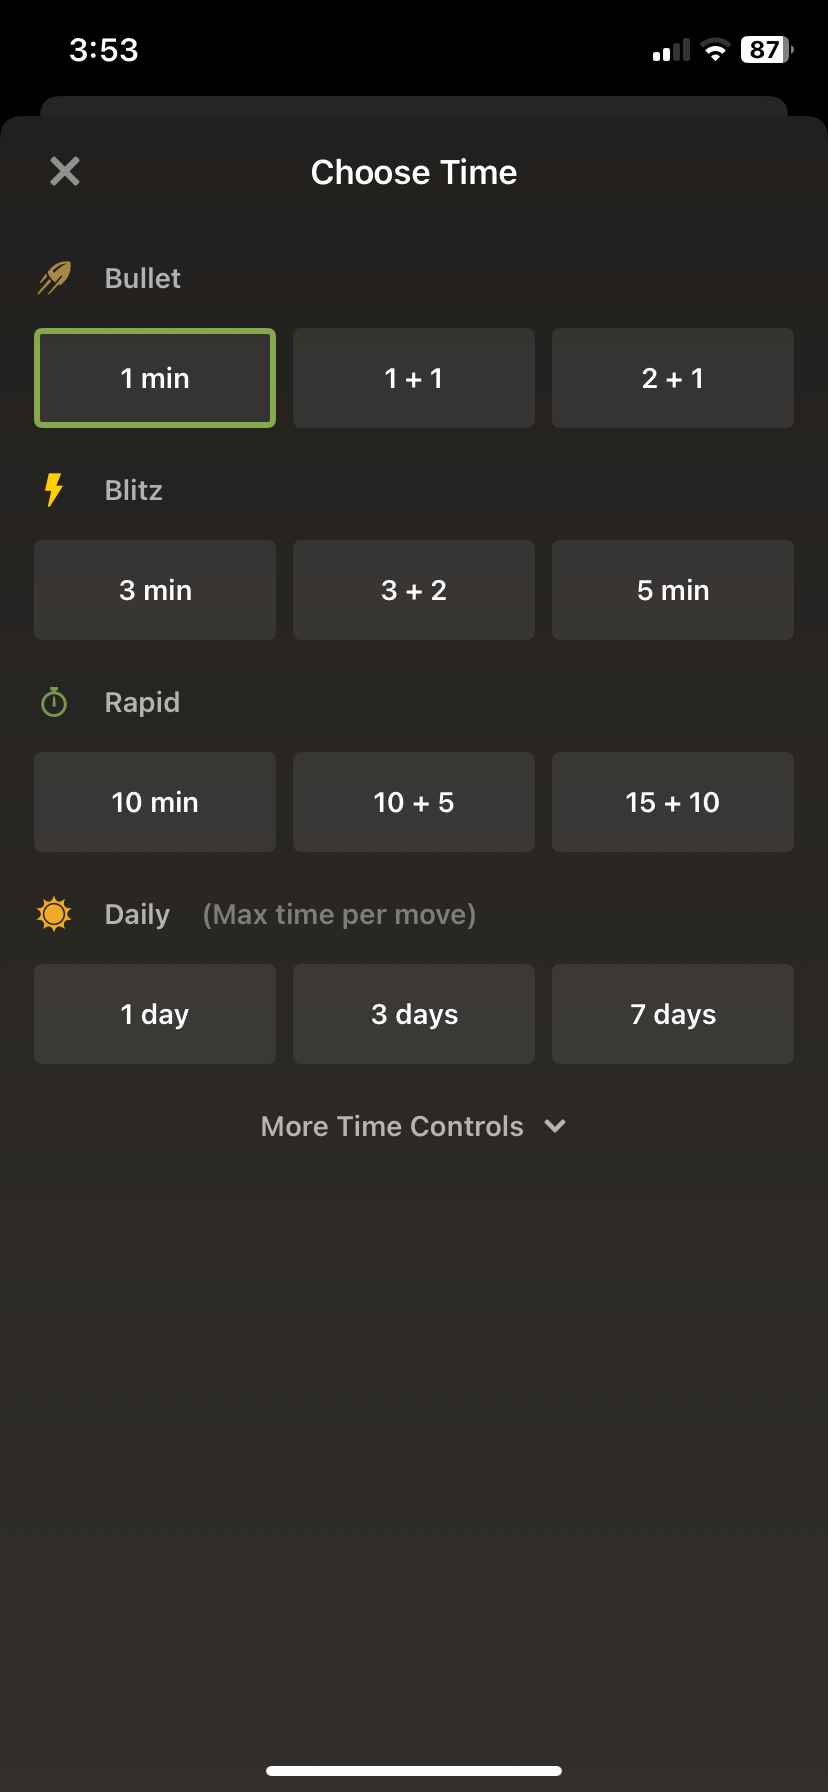 3:53
87
Choose Time
Bullet
1 min
1 + 1
2 + 1
Blitz
3 min
3 + 2
5 min
Rapid
10 min
10 + 5
15 + 10
Daily (Max time per move)
1 day
3 days
7 days
More Time Controls